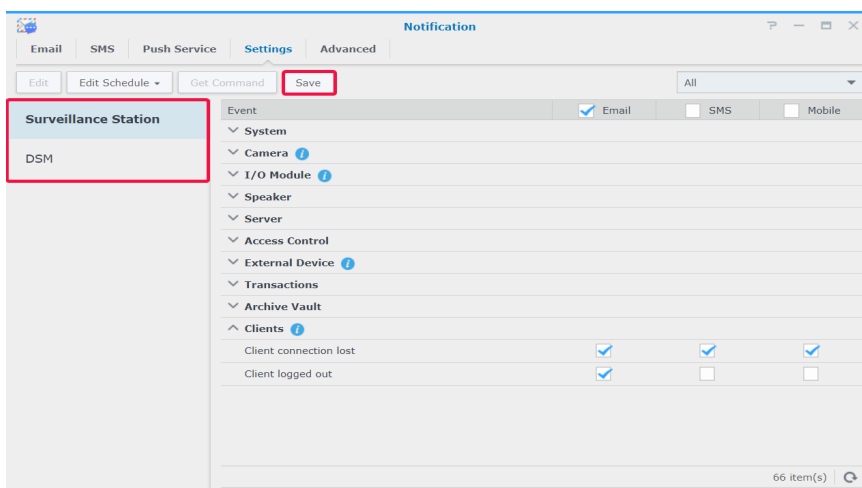 Notification
Email SMS Push Service Settings Advanced
Edit Edit Schedule Get Command Save All
Surveillance Station
DSM
Event Email SMS Mobile
System
Camera
I/O Module
Speaker
Server
Access Control
External Device
Transactions
Archive Vault
Clients
Client connection lost
Client logged out
66 item(s)